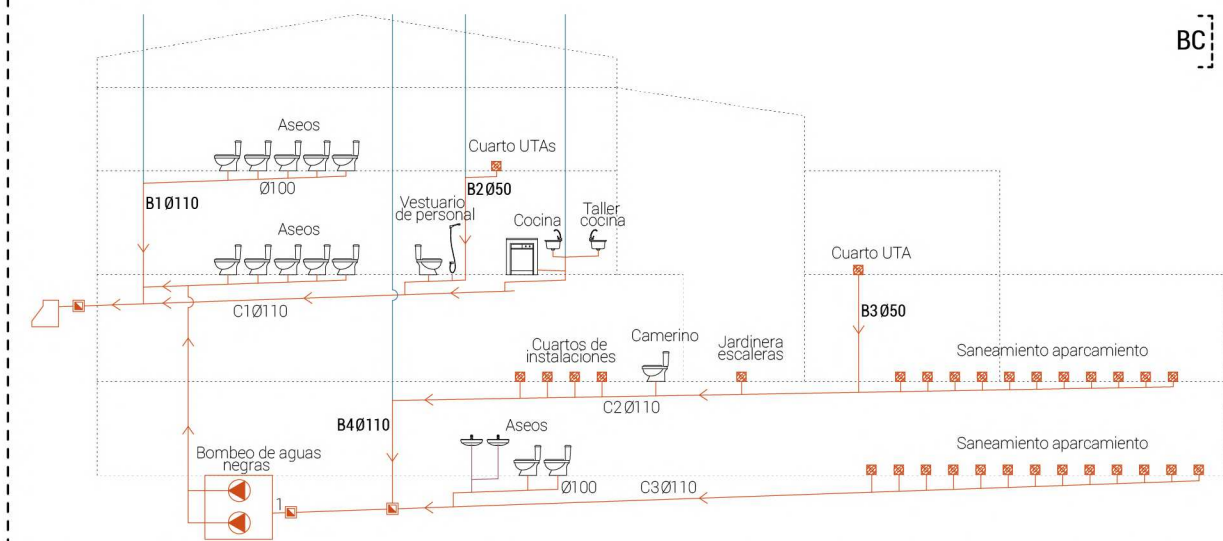 BC
Aseos
Cuarto UTAs
Ø100
B1Ø110
B2Ø50
Vestuario
de personal
Cocina
Taller
cocina
Aseos
Cuarto UTA
C1Ø110
B3Ø50
Cuartos de
instalaciones
Camerino
Jardinera
escaleras
Saneamiento aparcamiento
C2Ø110
B4Ø110
Aseos
Saneamiento aparcamiento
Bombeo de aguas
negras
Ø100
C3Ø110
1